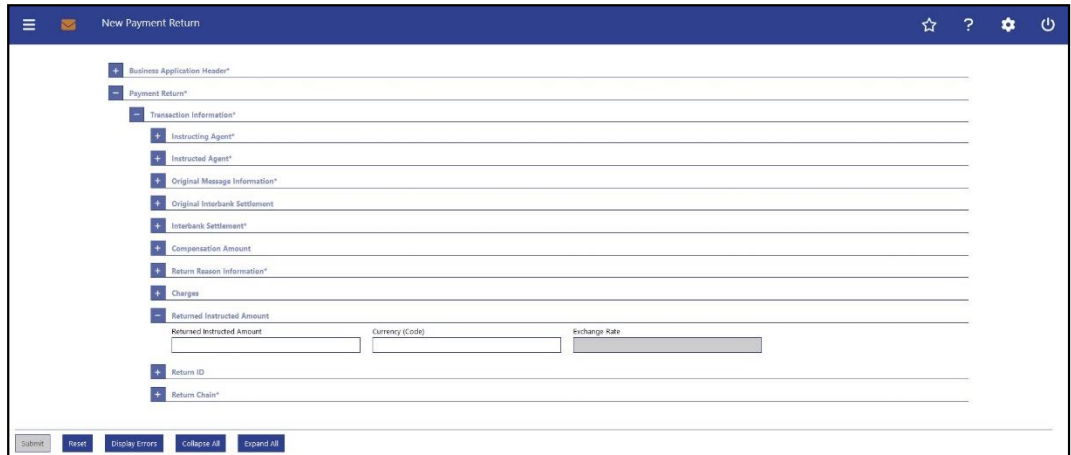 New Payment Return
?
+ Business Application Header*
− Payment Return*
− Transaction Information*
+ Instructing Agent*
+ Instructed Agent*
+ Original Message Information*
+ Original Interbank Settlement
+ Interbank Settlement*
+ Compensation Amount
+ Return Reason Information*
+ Charges
− Returned Instructed Amount
Returned Instructed Amount Currency (Code) Exchange Rate
+ Return ID
+ Return Chain*
Submit Reset Display Errors Collapse All Expand All